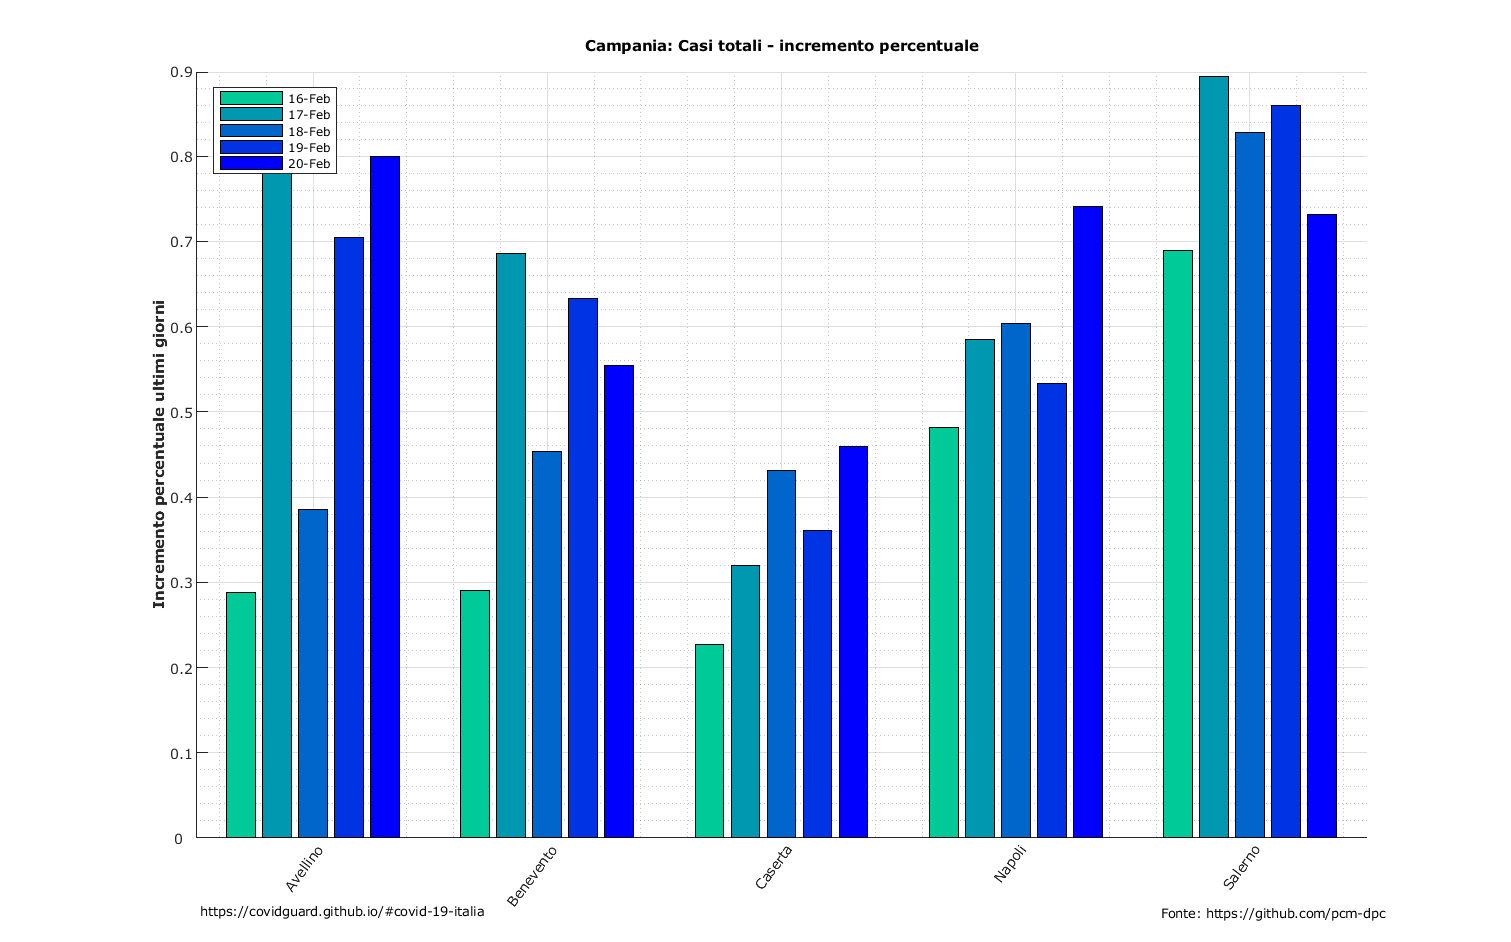 Campania: Casi totali - incremento percentuale
Incremento percentuale ultimi giorni
0.9
0.8
0.7
0.6
0.5
0.4
0.3
0.2
0.1
0
16-Feb
17-Feb
18-Feb
19-Feb
20-Feb
Avellino
Benevento
Caserta
Napoli
Salerno
https://covidguard.github.io/#covid-19-italia
Fonte: https://github.com/pcm-dpc